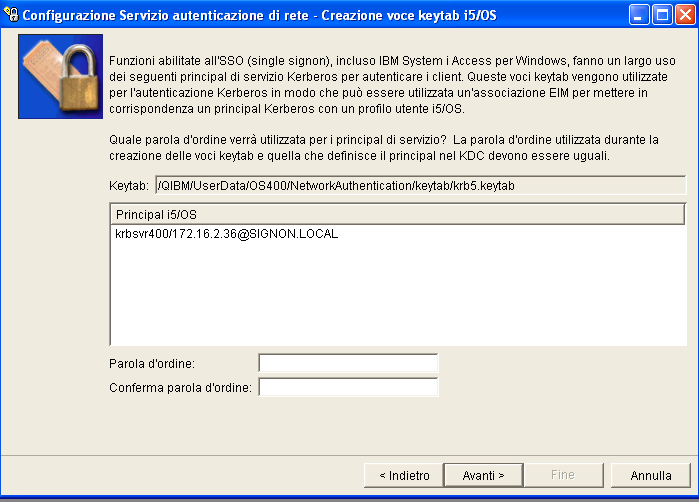 Configurazione Servizio autenticazione di rete - Creazione voce keytab i5/OS
Funzioni abilitate all'SSO (single signon), incluso IBM System i Access per Windows, fanno un largo uso
dei seguenti principal di servizio Kerberos per autenticare i client. Queste voci keytab vengono utilizzate
per l'autenticazione Kerberos in modo che può essere utilizzata un'associazione EIM per mettere in
corrispondenza un principal Kerberos con un profilo utente i5/OS.
Quale parola d'ordine verrà utilizzata per i principal di servizio? La parola d'ordine utilizzata durante la
creazione delle voci keytab e quella che definisce il principal nel KDC devono essere uguali.
Keytab: /QIBM/UserData/OS400/NetworkAuthentication/keytab/krb5.keytab
Principal i5/OS
krbsvr400/172.16.2.36@SIGNON.LOCAL
Parola d'ordine:
Conferma parola d'ordine:
< Indietro Avanti > Fine Annulla